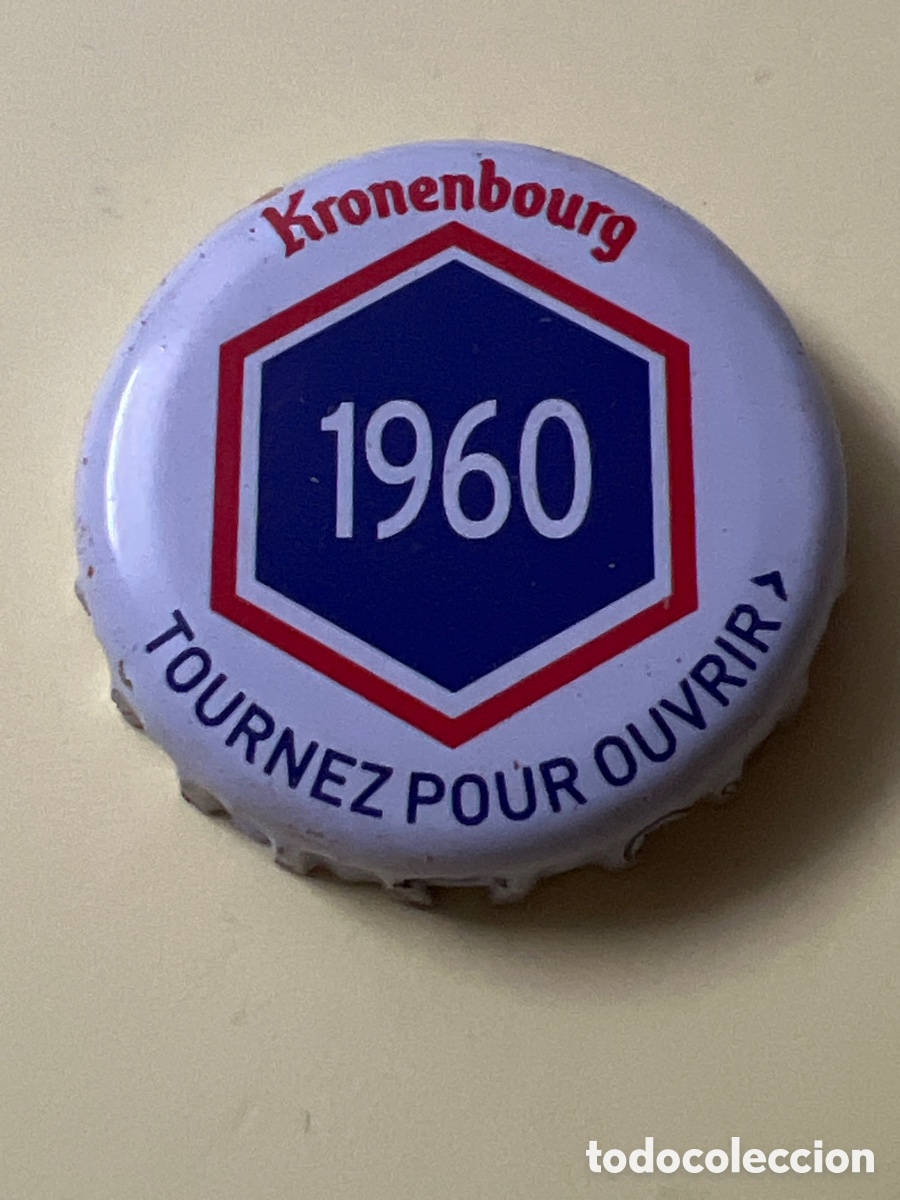 Kronenbourg
1960
TOURNEZ POUR OUVRIR >
todocoleccion